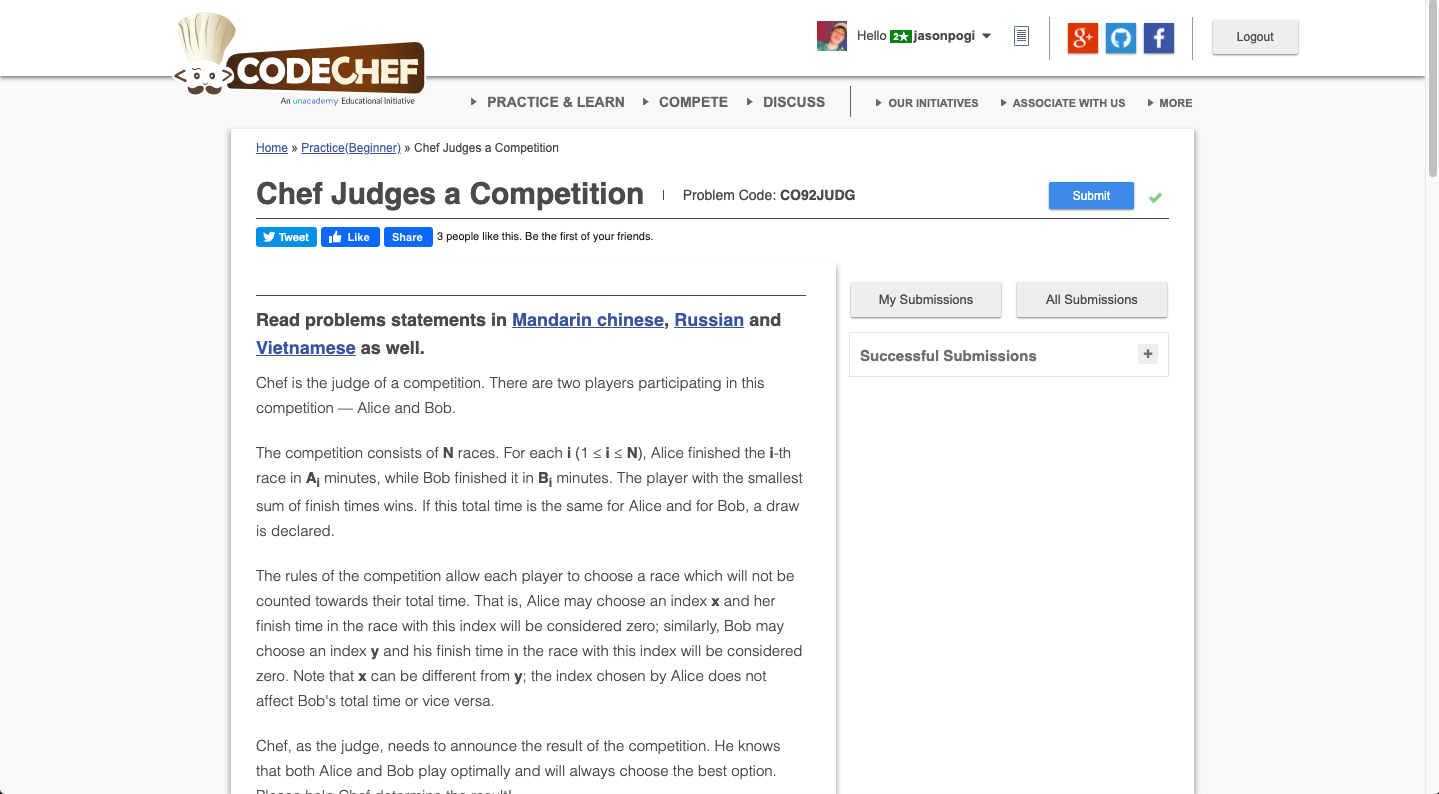 Hello 2★ jasonpogi
Logout
CODECHEF
An unacademy Educational Initiative
PRACTICE & LEARN COMPETE DISCUSS OUR INITIATIVES ASSOCIATE WITH US MORE
Home » Practice(Beginner) » Chef Judges a Competition
Chef Judges a Competition
Problem Code: CO92JUDG
Submit
Tweet Like Share 3 people like this. Be the first of your friends.
My Submissions All Submissions
Successful Submissions +
Read problems statements in Mandarin chinese, Russian and
Vietnamese as well.
Chef is the judge of a competition. There are two players participating in this
competition — Alice and Bob.
The competition consists of N races. For each i (1 ≤ i ≤ N), Alice finished the i-th
race in Ai minutes, while Bob finished it in Bi minutes. The player with the smallest
sum of finish times wins. If this total time is the same for Alice and for Bob, a draw
is declared.
The rules of the competition allow each player to choose a race which will not be
counted towards their total time. That is, Alice may choose an index x and her
finish time in the race with this index will be considered zero; similarly, Bob may
choose an index y and his finish time in the race with this index will be considered
zero. Note that x can be different from y; the index chosen by Alice does not
affect Bob's total time or vice versa.
Chef, as the judge, needs to announce the result of the competition. He knows
that both Alice and Bob play optimally and will always choose the best option.
Please help Chef determine the result!